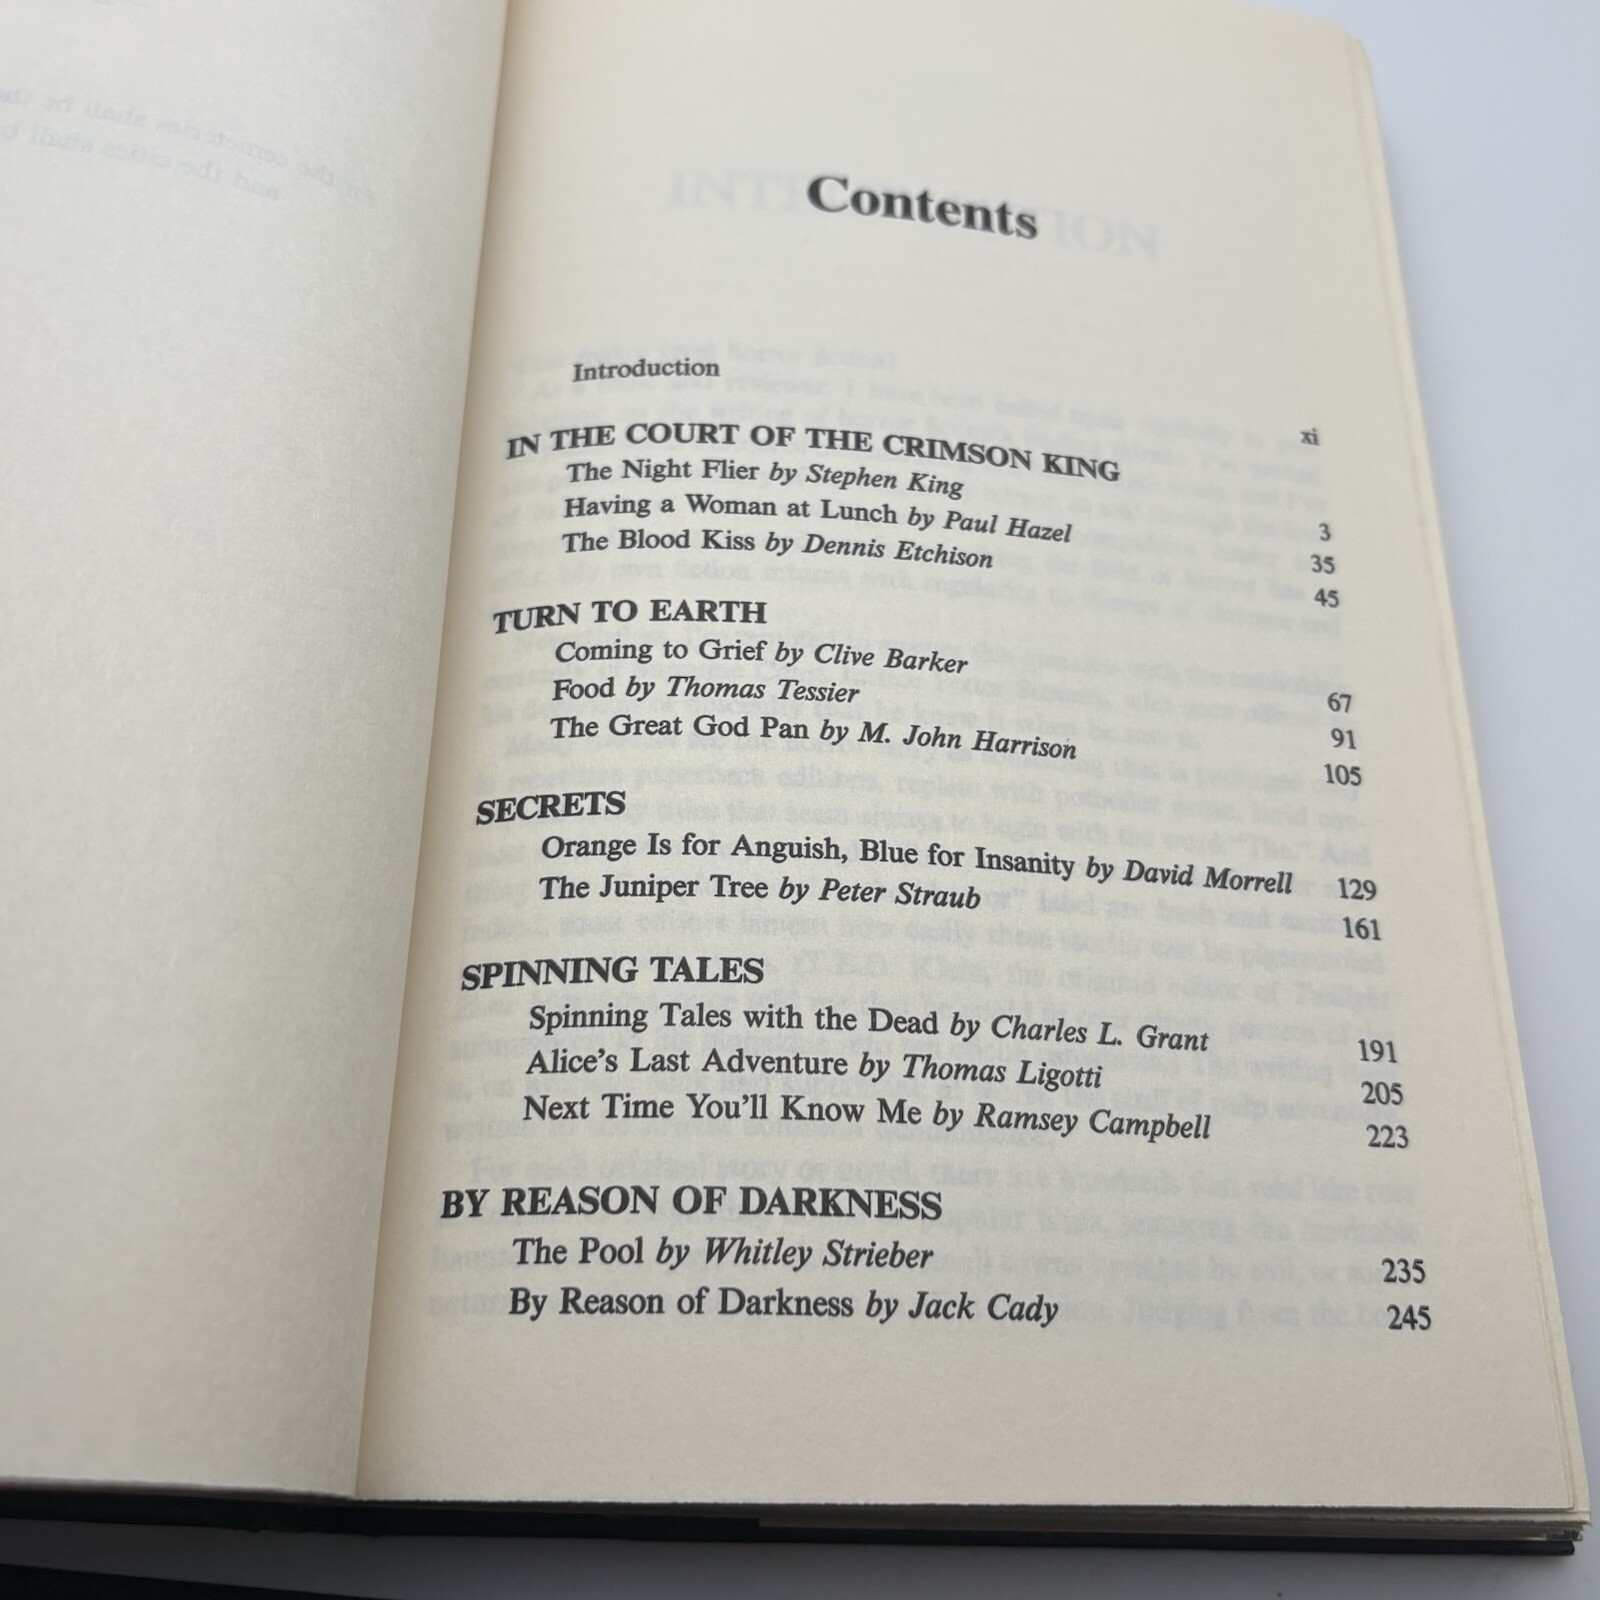 Contents
Introduction xi
IN THE COURT OF THE CRIMSON KING
The Night Flier by Stephen King 3
Having a Woman at Lunch by Paul Hazel 35
The Blood Kiss by Dennis Etchison 45
TURN TO EARTH
Coming to Grief by Clive Barker 67
Food by Thomas Tessier 91
The Great God Pan by M. John Harrison 105
SECRETS
Orange Is for Anguish, Blue for Insanity by David Morrell 129
The Juniper Tree by Peter Straub 161
SPINNING TALES
Spinning Tales with the Dead by Charles L. Grant 191
Alice's Last Adventure by Thomas Ligotti 205
Next Time You'll Know Me by Ramsey Campbell 223
BY REASON OF DARKNESS
The Pool by Whitley Strieber 235
By Reason of Darkness by Jack Cady 245